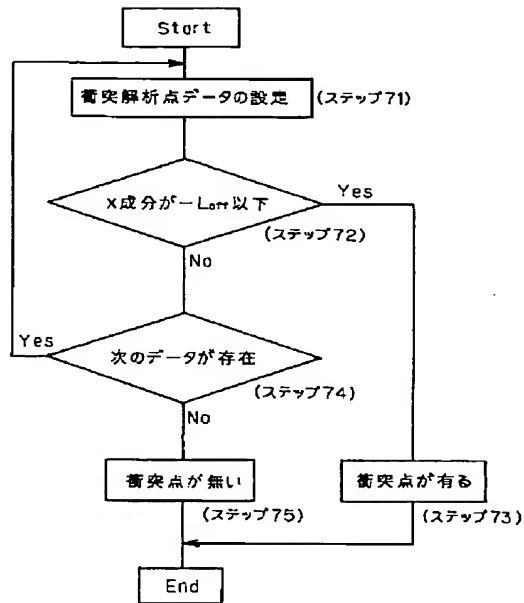 Start
衝突解析点データの設定 (ステップ71)
X成分が-Loff以下
Yes
(ステップ72)
No
Yes
次のデータが存在
(ステップ74)
No
衝突点が無い
衝突点が有る
(ステップ75)
(ステップ73)
End